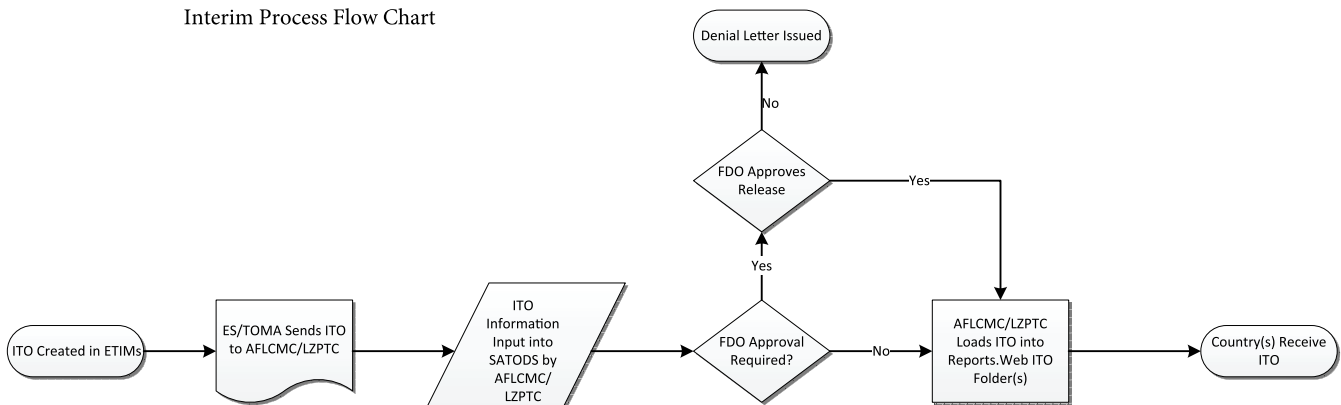 Interim Process Flow Chart
Denial Letter Issued
No
FDO Approves
Release
Yes
Yes
ITO Created in ETIMs
ES/TOMA Sends ITO
to AFLCMC/LZPTC
ITO
Information
Input into
SATODS by
AFLCMC/
LZPTC
FDO Approval
Required?
No
AFLCMC/LZPTC
Loads ITO into
Reports.Web ITO
Folder(s)
Country(s) Receive
ITO